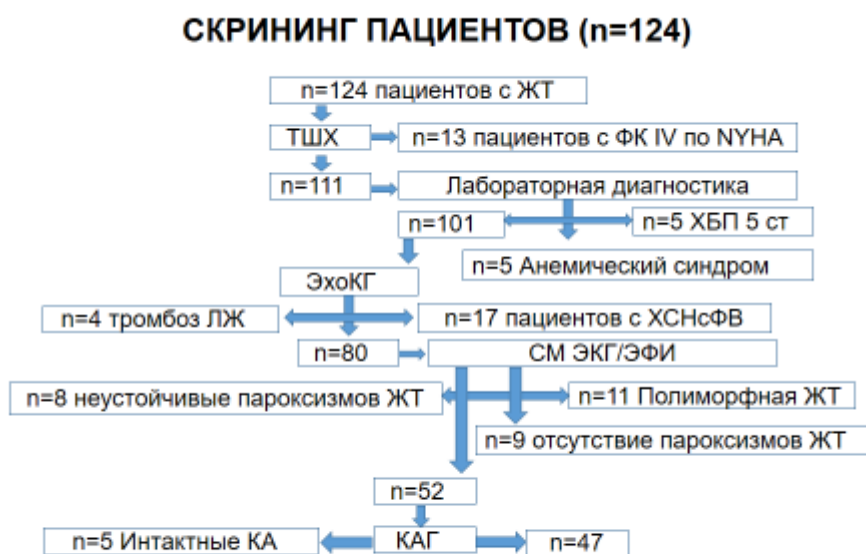 СКРИНИНГ ПАЦИЕНТОВ (n=124)
n=124 пациентов с ЖТ
ТШХ
n=13 пациентов с ФК IV по NYHA
n=111
Лабораторная диагностика
n=101
n=5 ХБП 5 ст
n=5 Анемический синдром
ЭхоКГ
n=4 тромбоз ЛЖ
n=17 пациентов с ХСНсФВ
n=80
СМ ЭКГ/ЭФИ
n=8 неустойчивые пароксизмов ЖТ
n=11 Полиморфная ЖТ
n=9 отсутствие пароксизмов ЖТ
n=52
n=5 Интактные КА
КАГ
n=47